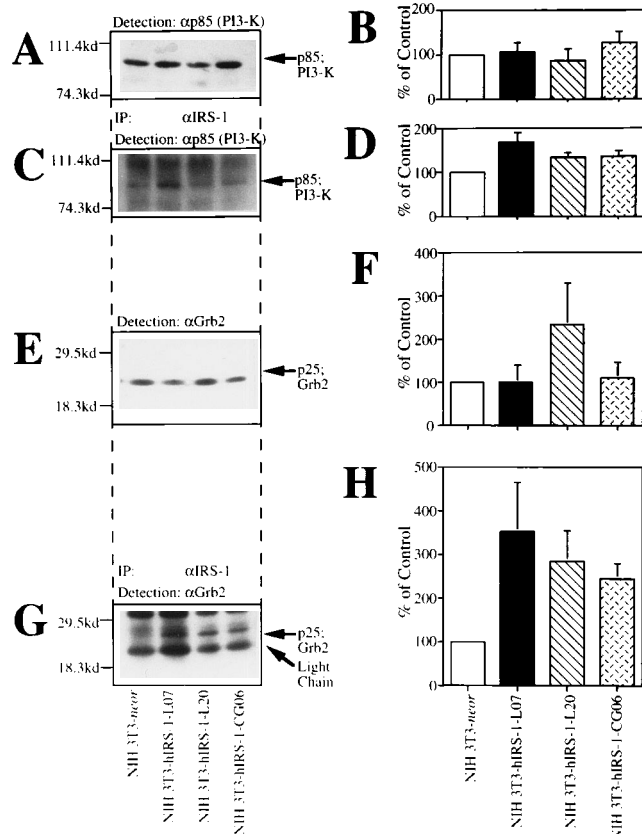 A
Detection: αp85 (PI3-K)
111.4kd
74.3kd
p85;
PI3-K
B
% of Control
200
100
0
C
IP: αIRS-1
Detection: αp85 (PI3-K)
111.4kd
74.3kd
p85;
PI3-K
D
% of Control
200
150
100
50
0
E
Detection: αGrb2
29.5kd
18.3kd
p25;
Grb2
F
% of Control
400
300
200
100
0
G
IP: αIRS-1
Detection: αGrb2
29.5kd
18.3kd
p25;
Grb2
Light
Chain
NIH 3T3-neor
NIH 3T3-hIRS-1-L07
NIH 3T3-hIRS-1-L20
NIH 3T3-hIRS-1-CG06
H
% of Control
500
400
300
200
100
0
NIH 3T3-neor
NIH 3T3-hIRS-1-L07
NIH 3T3-hIRS-1-L20
NIH 3T3-hIRS-1-CG06